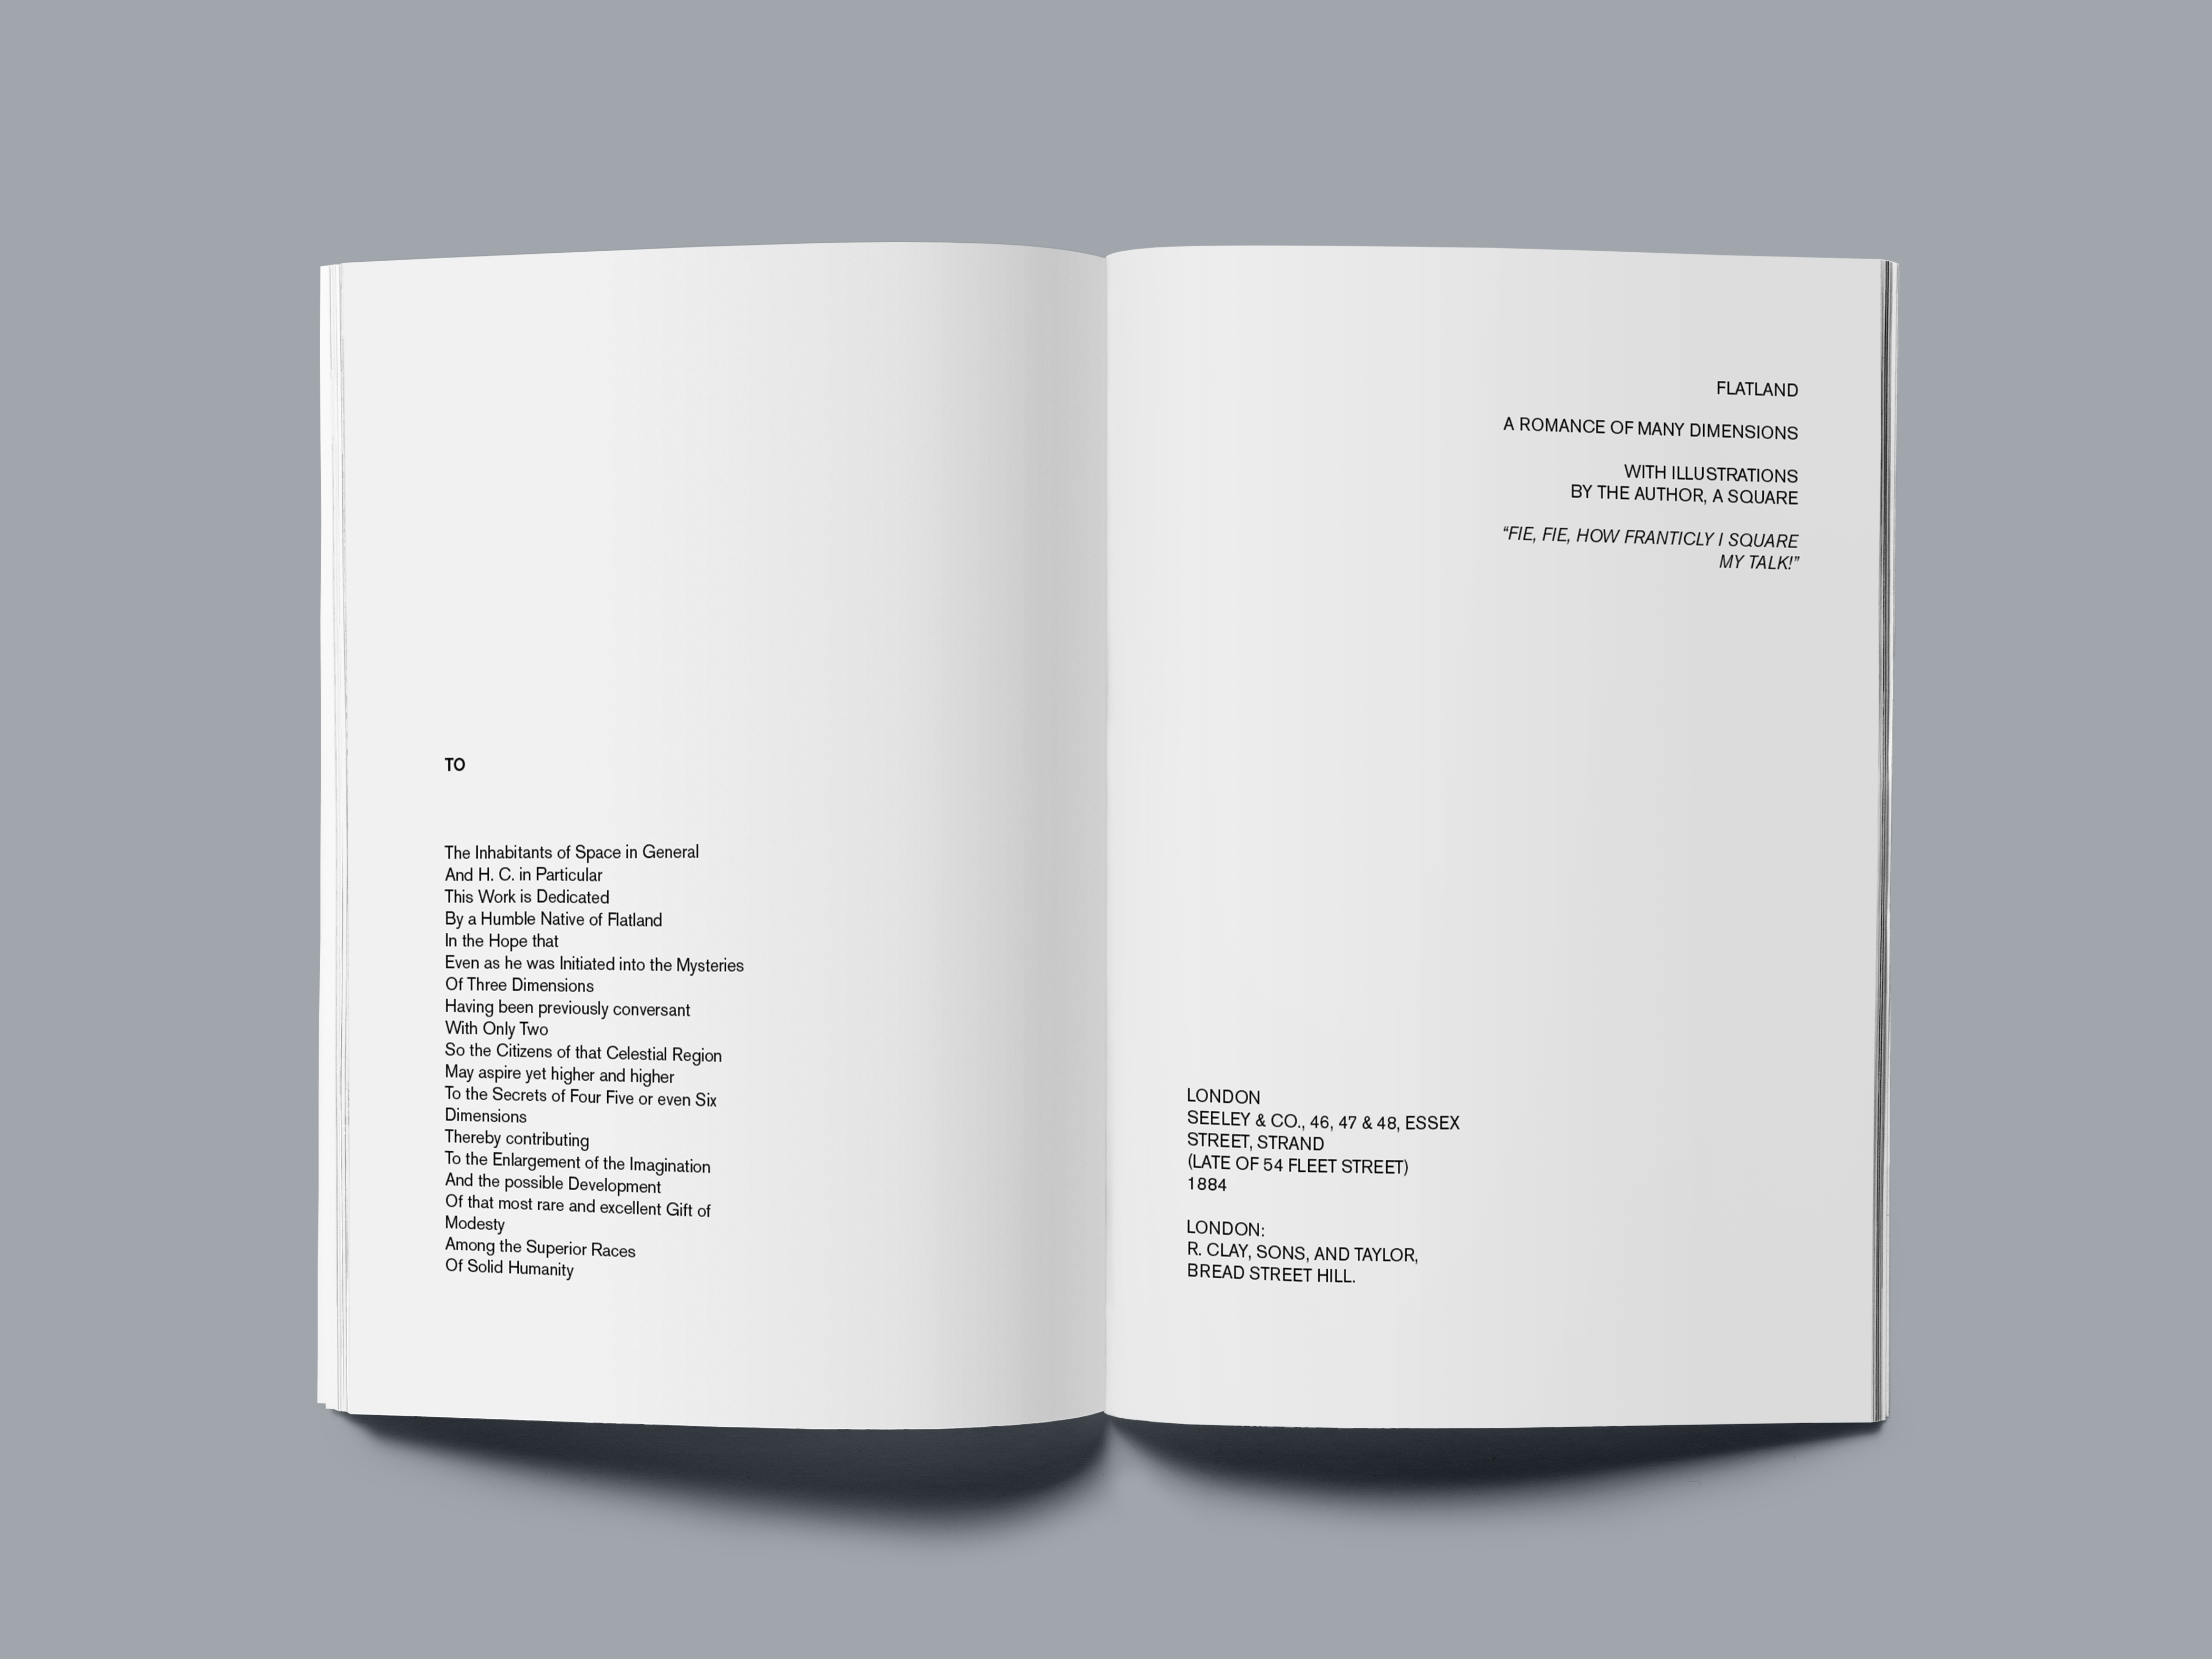 TO
The Inhabitants of Space in General
And H. C. in Particular
This Work is Dedicated
By a Humble Native of Flatland
In the Hope that
Even as he was Initiated into the Mysteries
Of Three Dimensions
Having been previously conversant
With Only Two
So the Citizens of that Celestial Region
May aspire yet higher and higher
To the Secrets of Four Five or even Six
Dimensions
Thereby contributing
To the Enlargement of the Imagination
And the possible Development
Of that most rare and excellent Gift of
Modesty
Among the Superior Races
Of Solid Humanity
FLATLAND
A ROMANCE OF MANY DIMENSIONS
WITH ILLUSTRATIONS
BY THE AUTHOR, A SQUARE
“FIE, FIE, HOW FRANTICLY I SQUARE
MY TALK!”
LONDON
SEELEY & CO., 46, 47 & 48, ESSEX
STREET, STRAND
(LATE OF 54 FLEET STREET)
1884
LONDON:
R. CLAY, SONS, AND TAYLOR,
BREAD STREET HILL.